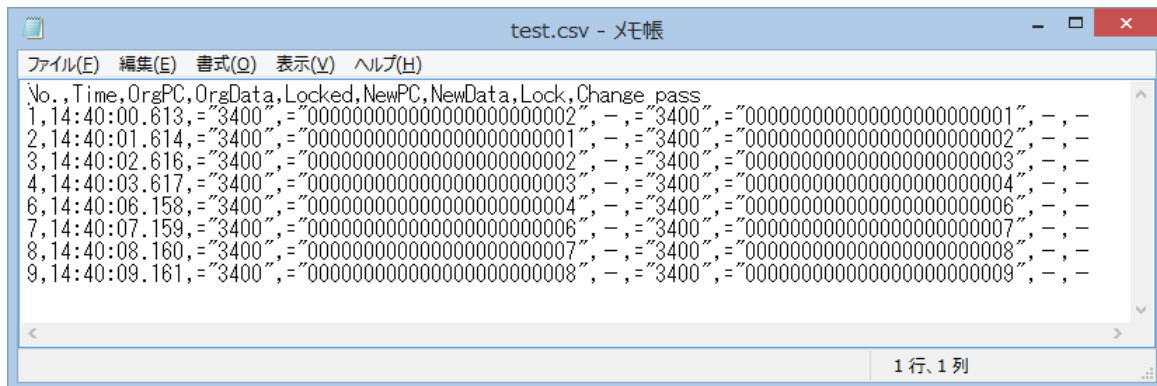 test.csv - メモ帳
ファイル(F) 編集(E) 書式(O) 表示(V) ヘルプ(H)
No.,Time,OrgPC,OrgData,Locked,NewPC,NewData,Lock,Change pass
1,14:40:00.613,="3400",="000000000000000000000002",-,="3400",="000000000000000000000001",-,-
2,14:40:01.614,="3400",="000000000000000000000001",-,="3400",="000000000000000000000002",-,-
3,14:40:02.616,="3400",="000000000000000000000002",-,="3400",="000000000000000000000003",-,-
4,14:40:03.617,="3400",="000000000000000000000003",-,="3400",="000000000000000000000004",-,-
6,14:40:06.158,="3400",="000000000000000000000004",-,="3400",="000000000000000000000006",-,-
7,14:40:07.159,="3400",="000000000000000000000006",-,="3400",="000000000000000000000007",-,-
8,14:40:08.160,="3400",="000000000000000000000007",-,="3400",="000000000000000000000008",-,-
9,14:40:09.161,="3400",="000000000000000000000008",-,="3400",="000000000000000000000009",-,-
1 行、1 列